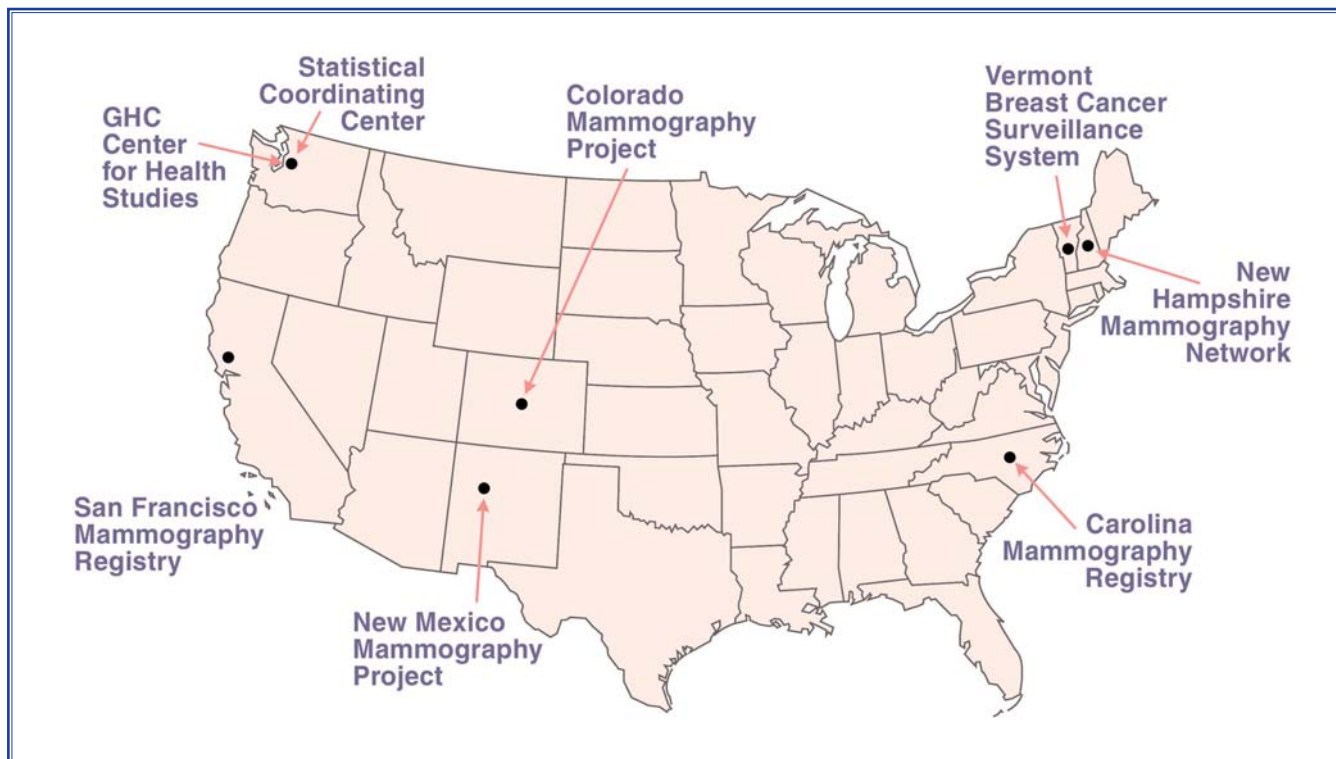 Statistical
Coordinating
Center
GHC
Center
for Health
Studies
Colorado
Mammography
Project
Vermont
Breast Cancer
Surveillance
System
New
Hampshire
Mammography
Network
San Francisco
Mammography
Registry
New Mexico
Mammography
Project
Carolina
Mammography
Registry